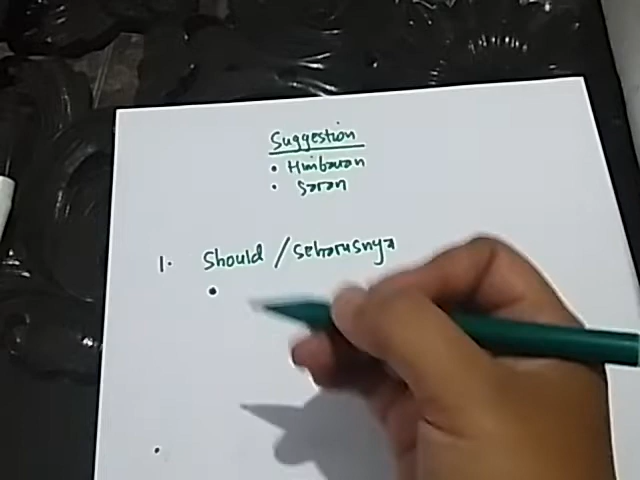 Suggestion
• Himbauan
• Saran
1. Should / Seharusnya
•